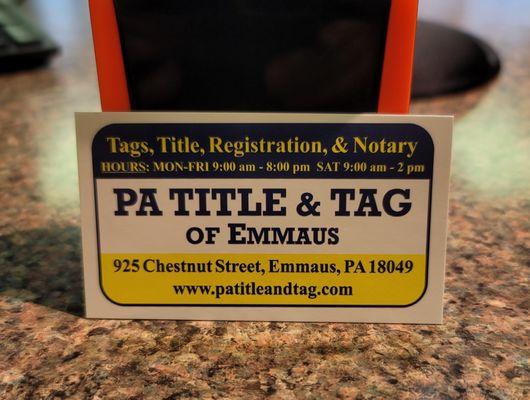 Tags, Title, Registration, & Notary
HOURS: MON-FRI 9:00 am - 8:00 pm SAT 9:00 am - 2 pm
PA TITLE & TAG
OF EMMAUS
925 Chestnut Street, Emmaus, PA 18049
www.patitleandtag.com